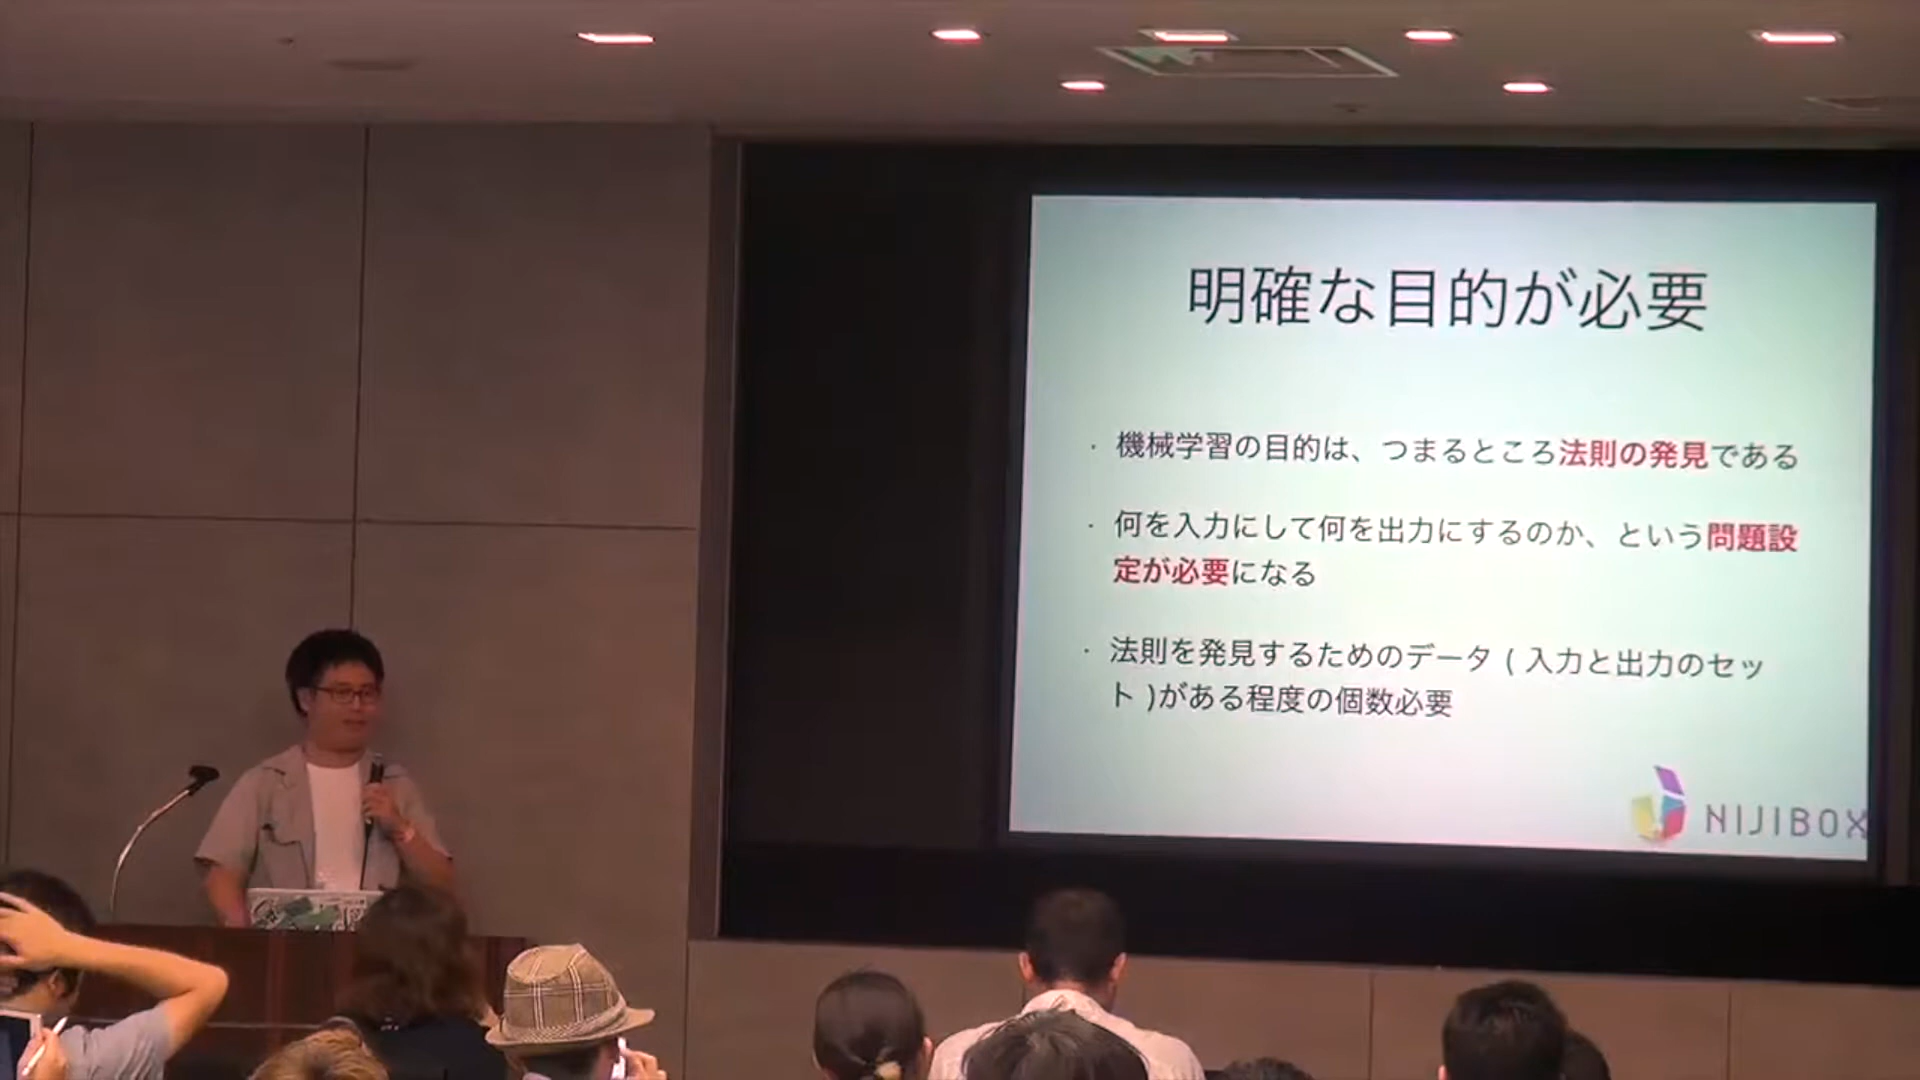 明確な目的が必要
・機械学習の目的は、つまるところ法則の発見である
・何を入力にして何を出力にするのか、という問題設
定が必要になる
・法則を発見するためのデータ ( 入力と出力のセッ
ト )がある程度の個数必要
NIJIBOX